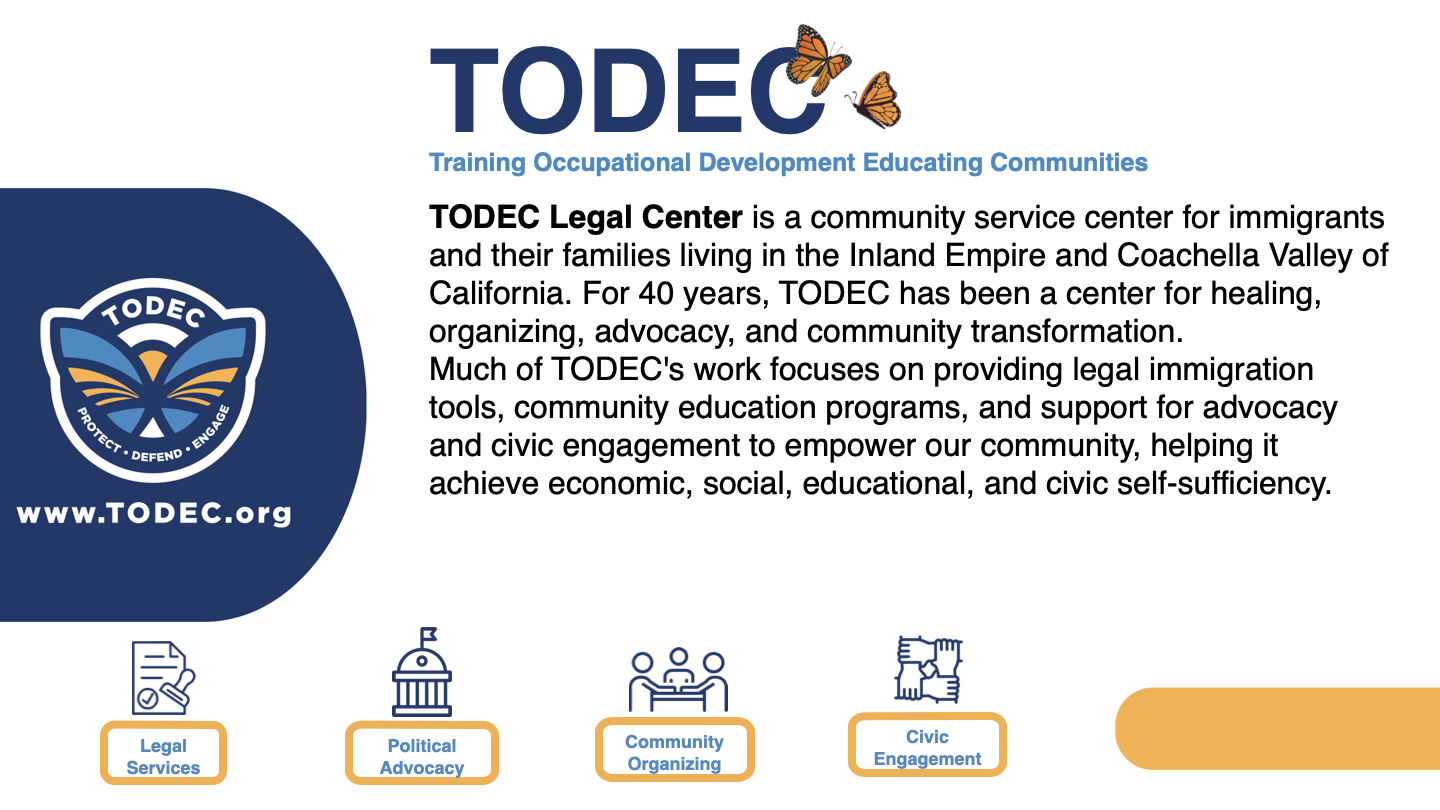 TODEC
Training Occupational Development Educating Communities
TODEC Legal Center is a community service center for immigrants
and their families living in the Inland Empire and Coachella Valley of
California. For 40 years, TODEC has been a center for healing,
organizing, advocacy, and community transformation.
Much of TODEC's work focuses on providing legal immigration
tools, community education programs, and support for advocacy
and civic engagement to empower our community, helping it
achieve economic, social, educational, and civic self-sufficiency.
TODEC
PROTECT • DEFEND • ENGAGE
www.TODEC.org
Legal
Services
Political
Advocacy
Community
Organizing
Civic
Engagement